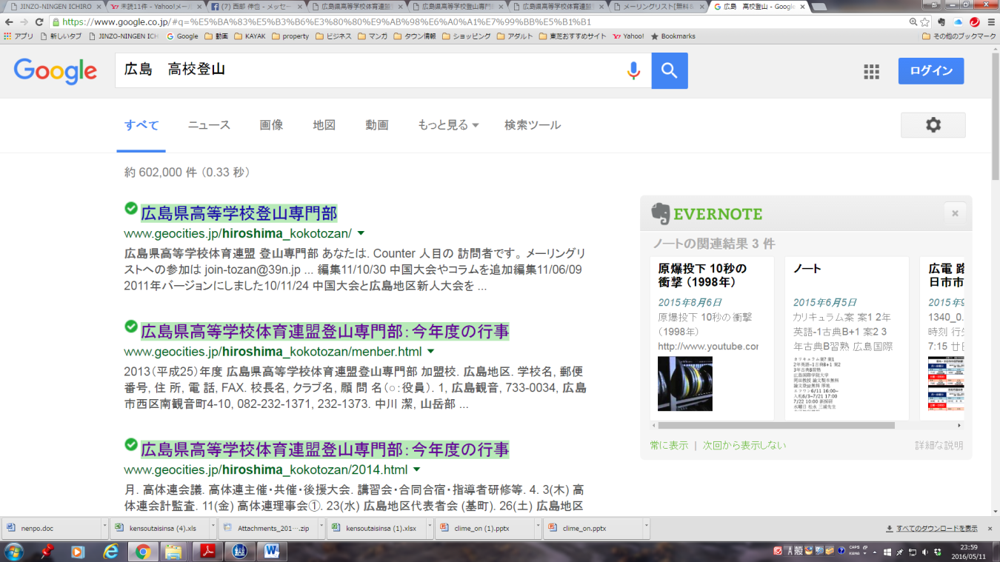 JINZO-NINGEN ICHIRO
未読11件 - Yahoo!メール
(7) 西部 伸也 - メッセー
広島県高等学校体育連盟
広島県高等学校登山専
広島県高等学校体育連盟
メーリングリスト[無料&
広島　高校登山 - Google
https://www.google.co.jp/#q=%E5%BA%83%E5%B3%B6%E3%80%80%E9%AB%98%E6%A0%A1%E7%99%BB%E5%B1%B1
アプリ 新しいタブ JINZO-NINGEN ICH Google 動画 KAYAK property ビジネス マンガ タウン情報 ショッピング アダルト 東芝おすすめサイト Yahoo! Bookmarks その他のブックマーク
Google
広島　高校登山
ログイン
すべて ニュース 画像 地図 動画 もっと見る 検索ツール
約 602,000 件 （0.33 秒）
広島県高等学校登山専門部
www.geocities.jp/hiroshima_kokotozan/
広島県高等学校体育連盟 登山専門部 あなたは. Counter 人目の 訪問者です。メーリングリ
ストへの参加は join-tozan@39n.jp ... 編集11/10/30 中国大会やコラムを追加編集11/06/09
2011年バージョンにしました10/11/24 中国大会と広島地区新人大会を ...
広島県高等学校体育連盟登山専門部：今年度の行事
www.geocities.jp/hiroshima_kokotozan/menber.html
2013（平成25）年度 広島県高等学校体育連盟登山専門部 加盟校. 広島地区. 学校名, 郵便
番号, 住 所, 電 話, FAX. 校長名, クラブ名, 顧 問 名（○：役員）. 1, 広島観音, 733-0034, 広島
市西区南観音町4-10, 082-232-1371, 232-1373. 中川 潔, 山岳部 ...
広島県高等学校体育連盟登山専門部：今年度の行事
www.geocities.jp/hiroshima_kokotozan/2014.html
月. 高体連会議. 高体連主催・共催・後援大会. 講習会・合同合宿・指導者研修等. 4. 3(木) 高
体連会計監査. 11(金) 高体連理事会①. 23(水) 広島地区代表者会 (基町). 26(土) 広島地区
EVERNOTE
ノートの関連結果 3 件
原爆投下 10秒の
衝撃 （1998年）
2015年8月6日
原爆投下 10秒の衝撃
（1998年）
http://www.youtube.cor
ノート
2015年6月5日
カリキュラム案 案1 2年
英語-1古典B+1 案2 3
年古典B習熟 広島国際
広電 路
日市市
2015年9
1340_0.
時刻 行
7:15 廿日
常に表示 | 次回から表示しない 詳細な説明
nenpo.doc
kensoutaisinsa (4).xls
Attachments_201….zip
kensoutaisinsa (1).xlsx
clime_on (1).pptx
clime_on.pptx
すべてのダウンロードを表示
A 般 CAPS KANA
23:59
2016/05/11